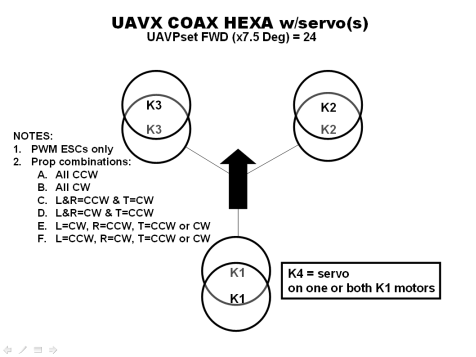 UAVX COAX HEXA w/servo(s)
UAVPset FWD (x7.5 Deg) = 24
K3
K3
K2
K2
NOTES:
1. PWM ESCs only
2. Prop combinations:
A. All CCW
B. All CW
C. L&R=CCW & T=CW
D. L&R=CW & T=CCW
E. L=CW, R=CCW, T=CCW or CW
F. L=CCW, R=CW, T=CCW or CW
K1
K1
K4 = servo
on one or both K1 motors